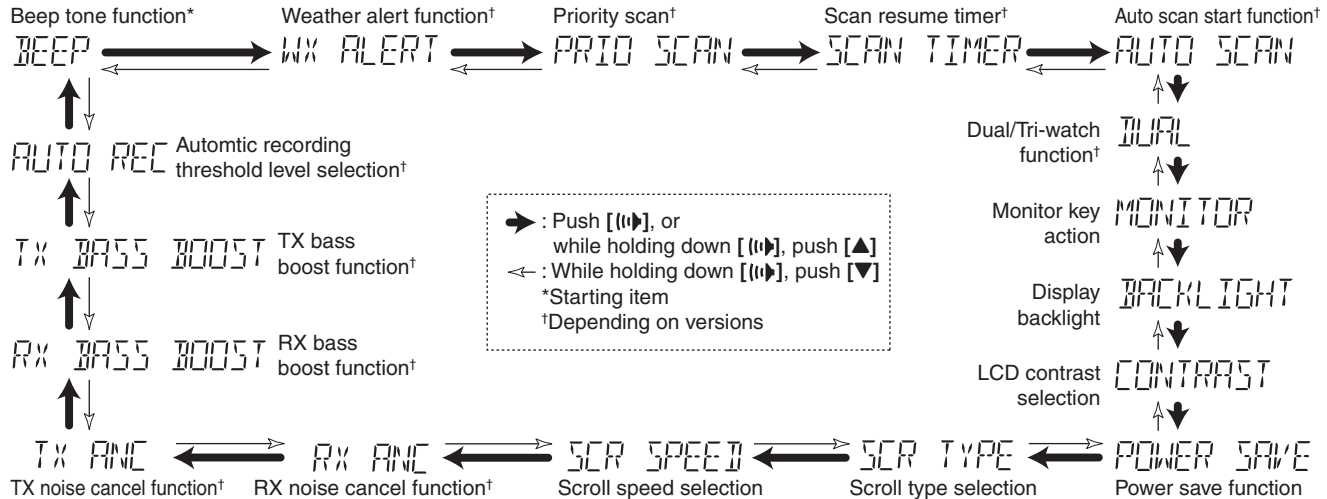 Beep tone function* Weather alert function† Priority scan† Scan resume timer† Auto scan start function†
BEEP WX ALERT PRIO SCAN SCAN TIMER AUTO SCAN
Dual/Tri-watch
function†
DUAL
Monitor key
action
MONITOR
Display
backlight
BACKLIGHT
LCD contrast
selection
CONTRAST
AUTO REC
Automtic recording
threshold level selection†
TX BASS BOOST
TX bass
boost function†
RX BASS BOOST
RX bass
boost function†
: Push [ ], or
while holding down [ ], push [▲]
: While holding down [ ], push [▼]
*Starting item
†Depending on versions
TX ANC RX ANC SCR SPEED SCR TYPE POWER SAVE
TX noise cancel function† RX noise cancel function† Scroll speed selection Scroll type selection Power save function